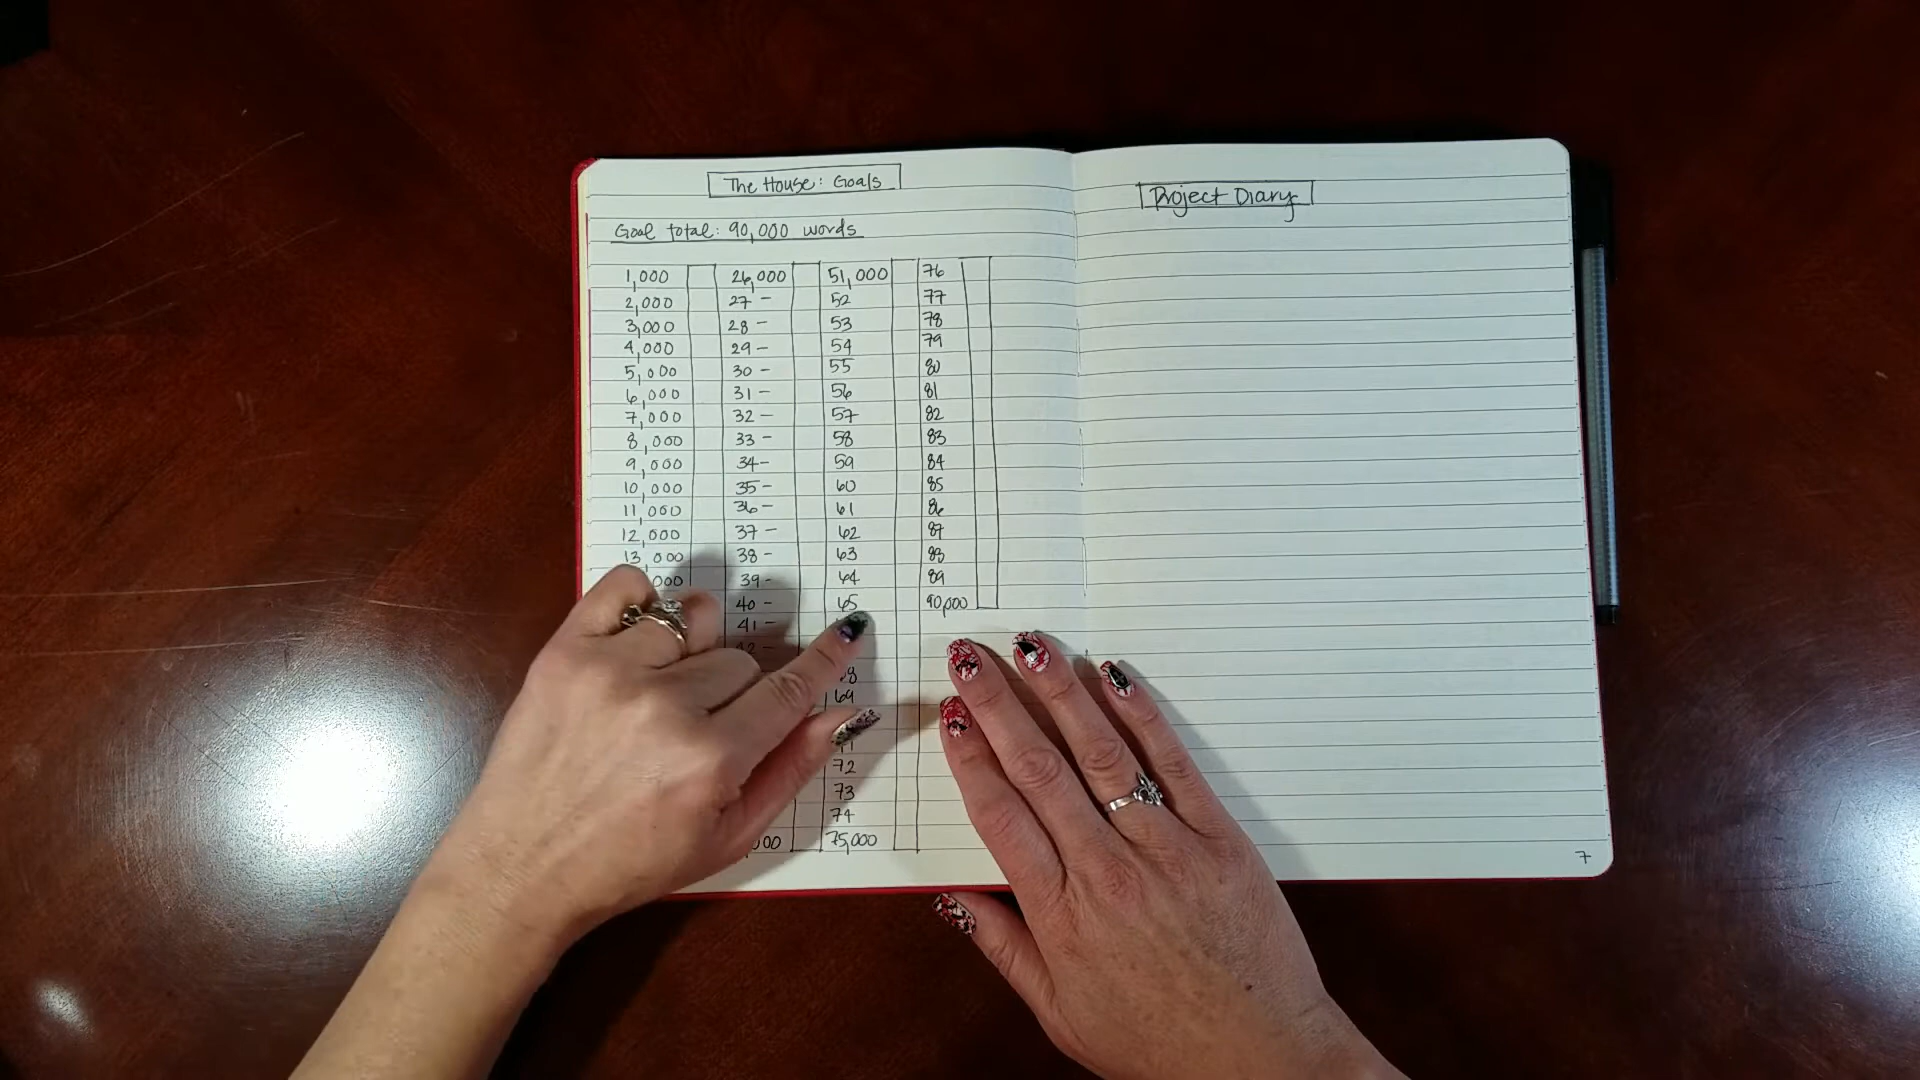 The House: Goals
Goal total: 90,000 words
1,000 26,000 51,000 76
2,000 27 - 52 77
3,000 28 - 53 78
4,000 29 - 54 79
5,000 30 - 55 80
6,000 31 - 56 81
7,000 32 - 57 82
8,000 33 - 58 83
9,000 34 - 59 84
10,000 35 - 60 85
11,000 36 - 61 86
12,000 37 - 62 87
13,000 38 - 63 88
000 39 - 64 89
40 - 65 90,000
41 -
42 -
69
72
73
74
000 75,000
Project Diary
7